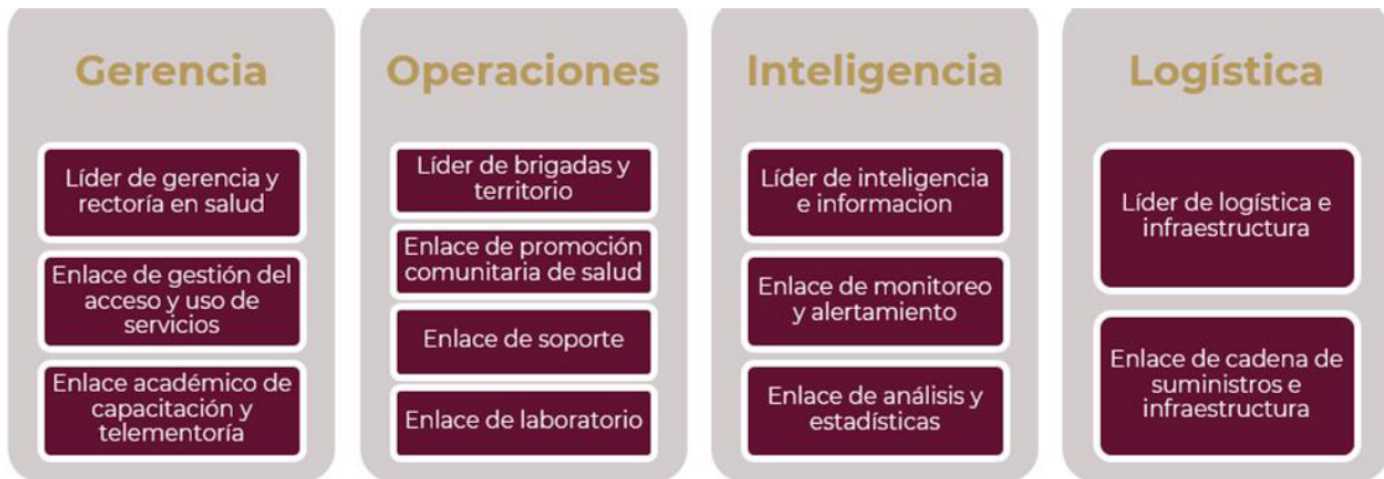 Gerencia
Líder de gerencia y
rectoría en salud
Enlace de gestión del
acceso y uso de
servicios
Enlace académico de
capacitación y
telementoría
Operaciones
Líder de brigadas y
territorio
Enlace de promoción
comunitaria de salud
Enlace de soporte
Enlace de laboratorio
Inteligencia
Líder de inteligencia
e informacion
Enlace de monitoreo
y alertamiento
Enlace de análisis y
estadísticas
Logística
Líder de logística e
infraestructura
Enlace de cadena de
suministros e
infraestructura